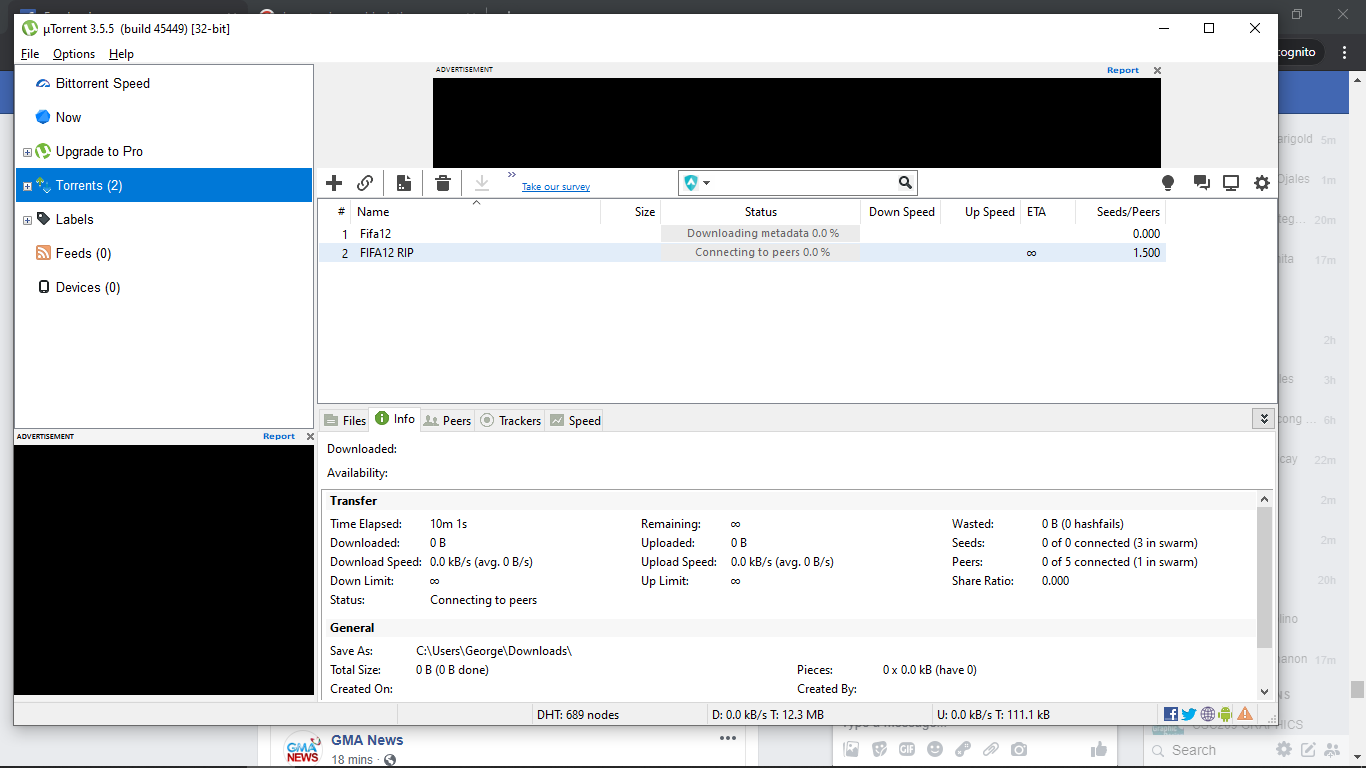 µTorrent 3.5.5 (build 45449) [32-bit]
File Options Help
Bittorrent Speed
Now
Upgrade to Pro
Torrents (2)
Labels
Feeds (0)
Devices (0)
ADVERTISEMENT Report
ADVERTISEMENT Report
Take our survey
# Name Size Status Down Speed Up Speed ETA Seeds/Peers
1 Fifa12 Downloading metadata 0.0 % 0.000
2 FIFA12 RIP Connecting to peers 0.0 % ∞ 1.500
Files Info Peers Trackers Speed
Downloaded:
Availability:
Transfer
Time Elapsed: 10m 1s Remaining: ∞ Wasted: 0 B (0 hashfails)
Downloaded: 0 B Uploaded: 0 B Seeds: 0 of 0 connected (3 in swarm)
Download Speed: 0.0 kB/s (avg. 0 B/s) Upload Speed: 0.0 kB/s (avg. 0 B/s) Peers: 0 of 5 connected (1 in swarm)
Down Limit: ∞ Up Limit: ∞ Share Ratio: 0.000
Status: Connecting to peers
General
Save As: C:\Users\George\Downloads\
Total Size: 0 B (0 B done) Pieces: 0 x 0.0 kB (have 0)
Created On: Created By:
DHT: 689 nodes D: 0.0 kB/s T: 12.3 MB U: 0.0 kB/s T: 111.1 kB
cognito
arigold 5m
Ojales 1m
teg... 20m
nita 17m
2h
les 3h
cong ... 6h
cay 22m
2m
2m
20h
lino
anon 17m
GMA NEWS
GMA News
18 mins ·
GIF
Search